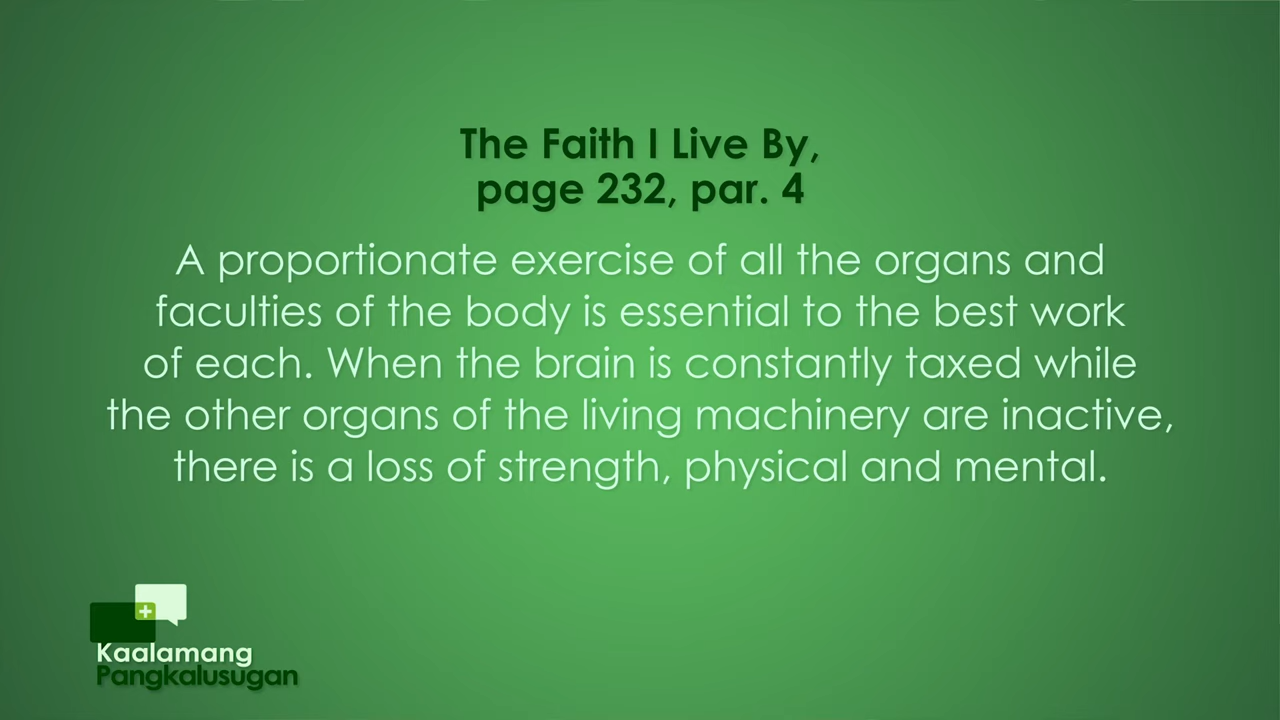 The Faith I Live By,
page 232, par. 4
A proportionate exercise of all the organs and
faculties of the body is essential to the best work
of each. When the brain is constantly taxed while
the other organs of the living machinery are inactive,
there is a loss of strength, physical and mental.
Kaalamang
Pangkalusugan